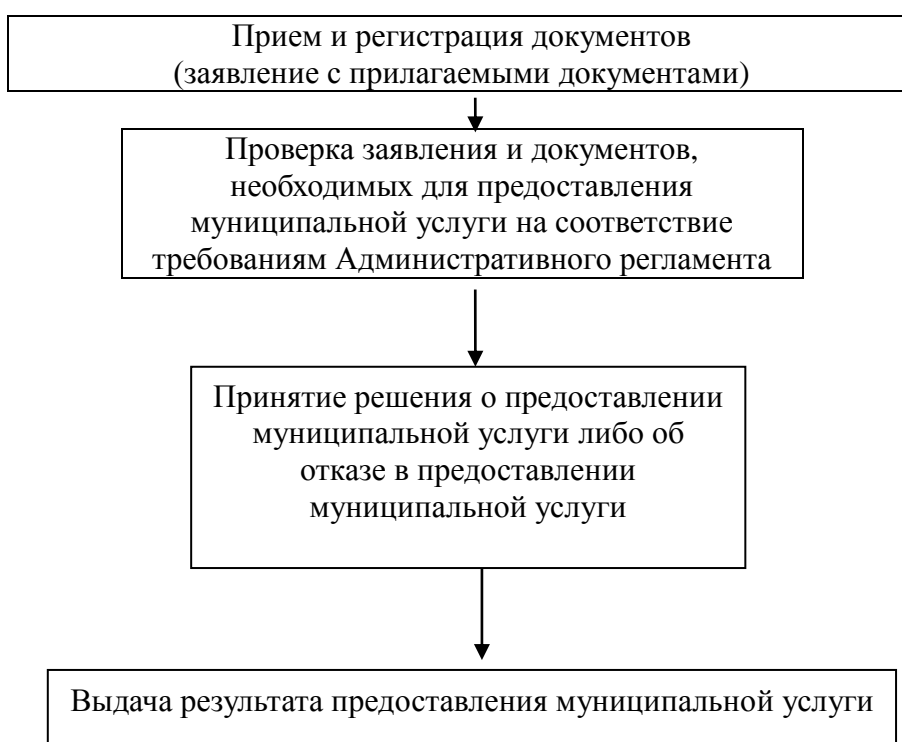 Прием и регистрация документов
(заявление с прилагаемыми документами)
Проверка заявления и документов,
необходимых для предоставления
муниципальной услуги на соответствие
требованиям Административного регламента
Принятие решения о предоставлении
муниципальной услуги либо об
отказе в предоставлении
муниципальной услуги
Выдача результата предоставления муниципальной услуги